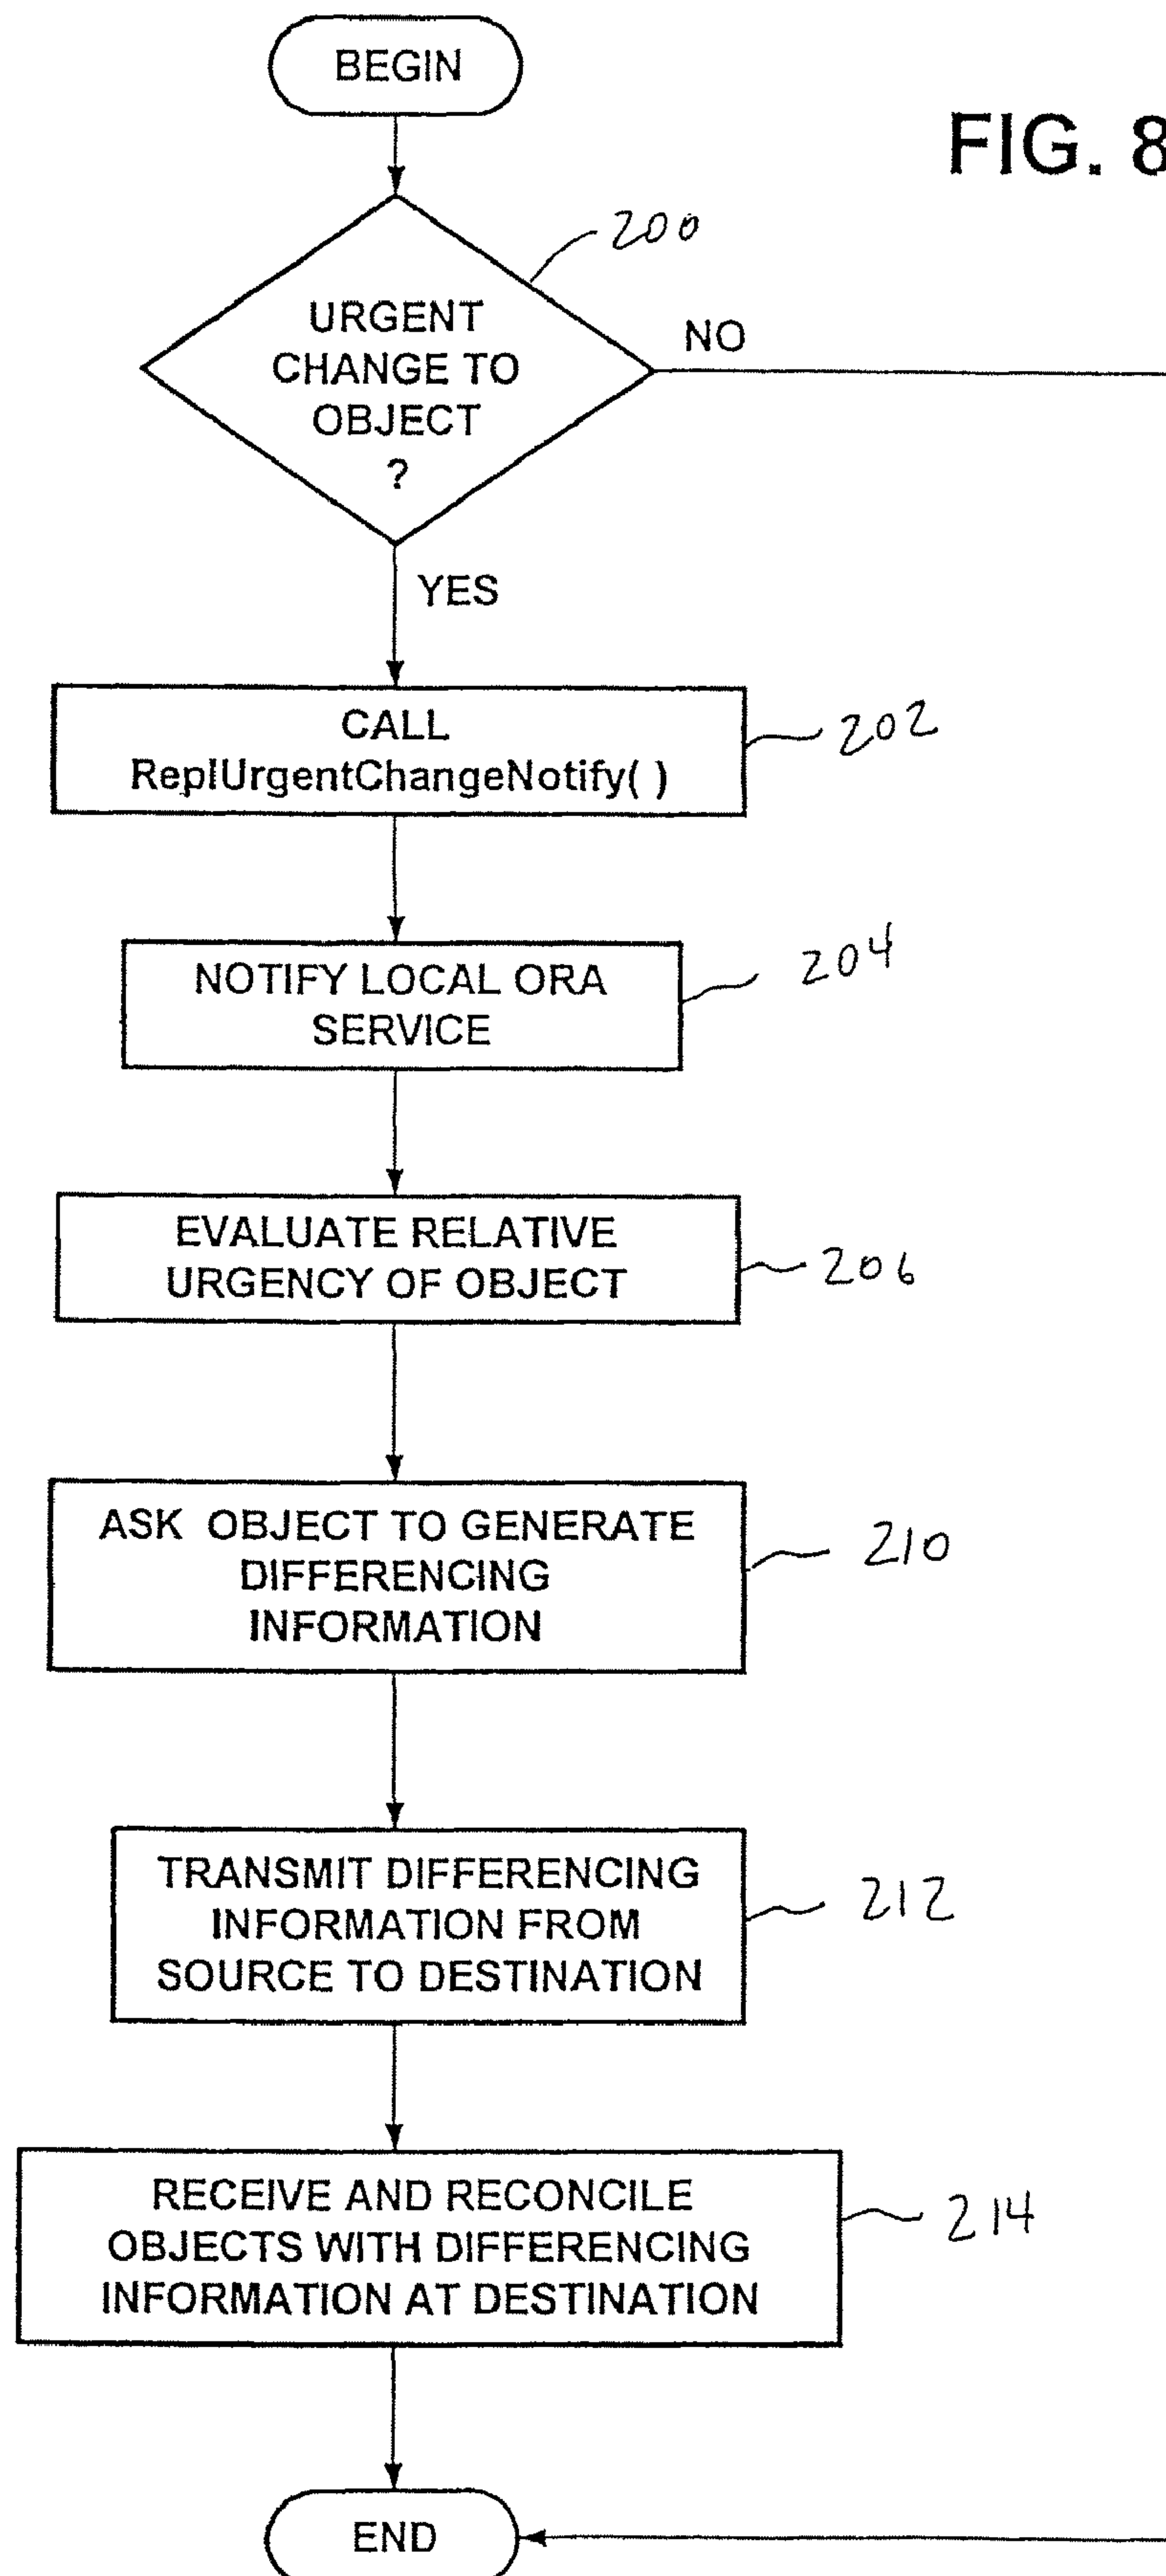 BEGIN
FIG. 8
200
URGENT
CHANGE TO
OBJECT
?
NO
YES
CALL
ReplUrgentChangeNotify( )
202
NOTIFY LOCAL ORA
SERVICE
204
EVALUATE RELATIVE
URGENCY OF OBJECT
206
ASK OBJECT TO GENERATE
DIFFERENCING
INFORMATION
210
TRANSMIT DIFFERENCING
INFORMATION FROM
SOURCE TO DESTINATION
212
RECEIVE AND RECONCILE
OBJECTS WITH DIFFERENCING
INFORMATION AT DESTINATION
214
END